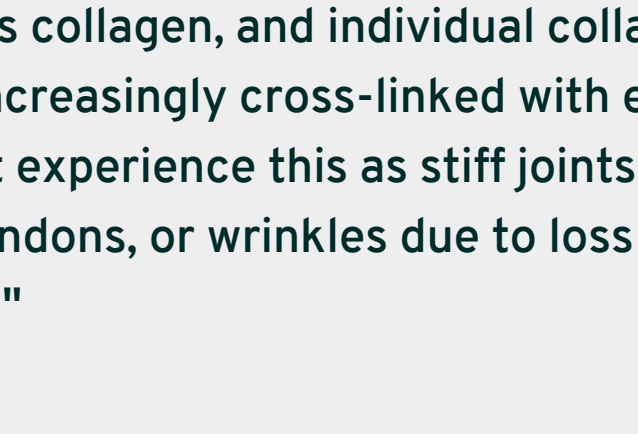 s collagen, and individual colla
ncreasingly cross-linked with e
t experience this as stiff joints
ndons, or wrinkles due to loss
"